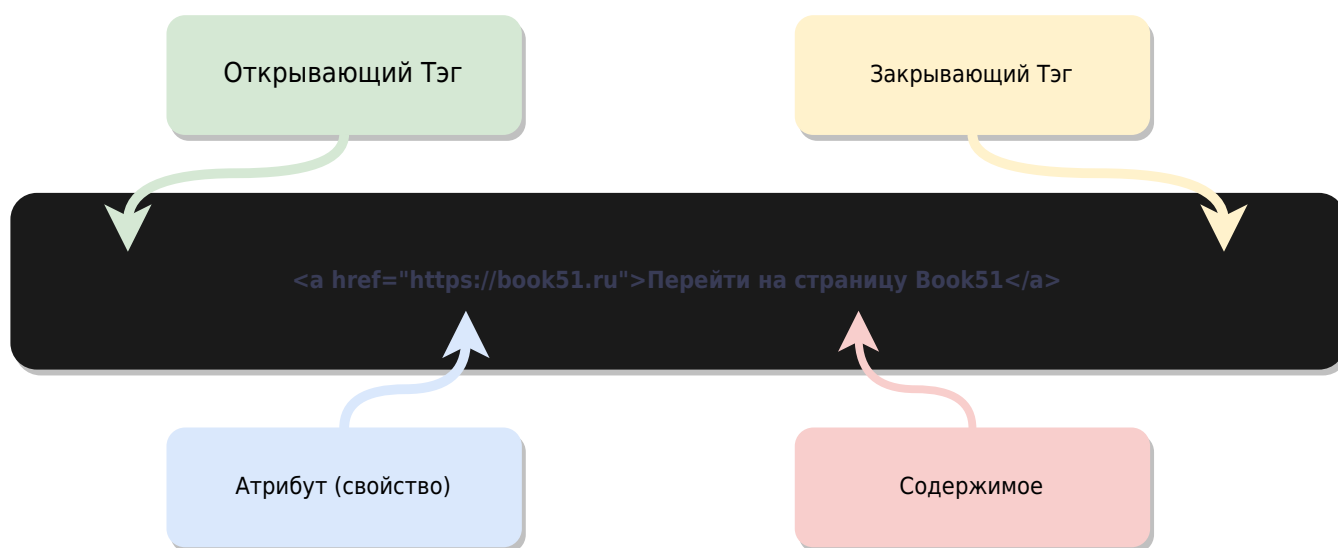 Открывающий Тэг
Закрывающий Тэг
<a href="https://book51.ru">Перейти на страницу Book51</a>
Атрибут (свойство)
Содержимое